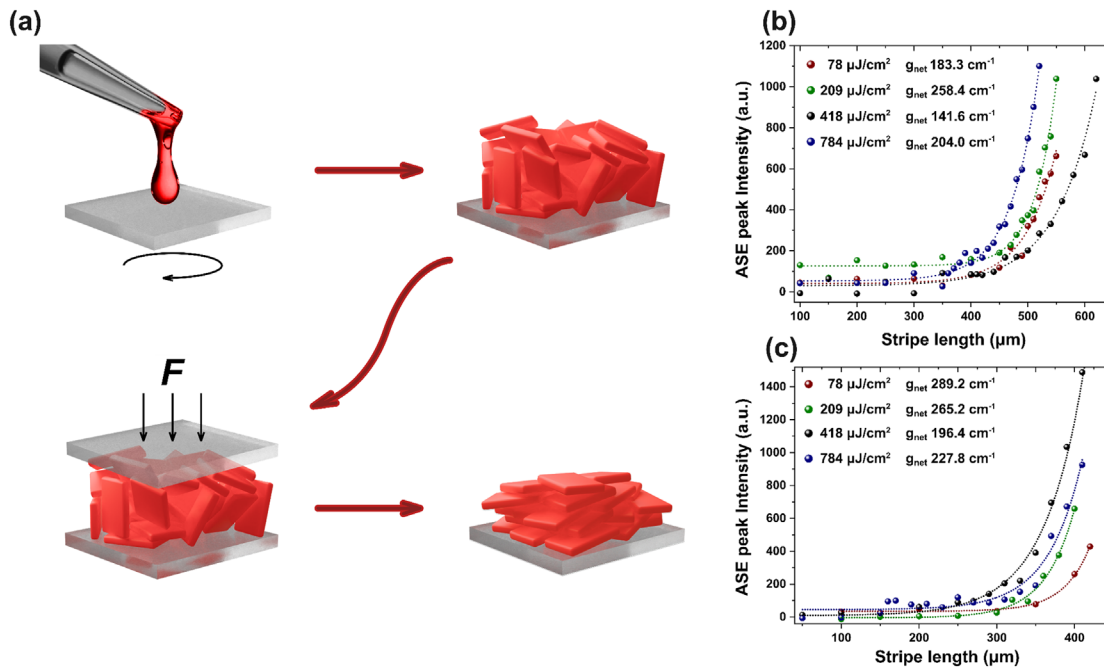 (a)
F
(b)
1200
1000
800
600
400
200
0
100
200
300
400
500
600
ASE peak Intensity (a.u.)
Stripe length (µm)
78 µJ/cm² g_net 183.3 cm⁻¹
209 µJ/cm² g_net 258.4 cm⁻¹
418 µJ/cm² g_net 141.6 cm⁻¹
784 µJ/cm² g_net 204.0 cm⁻¹
(c)
1400
1200
1000
800
600
400
200
0
100
200
300
400
ASE peak Intensity (a.u.)
Stripe length (µm)
78 µJ/cm² g_net 289.2 cm⁻¹
209 µJ/cm² g_net 265.2 cm⁻¹
418 µJ/cm² g_net 196.4 cm⁻¹
784 µJ/cm² g_net 227.8 cm⁻¹